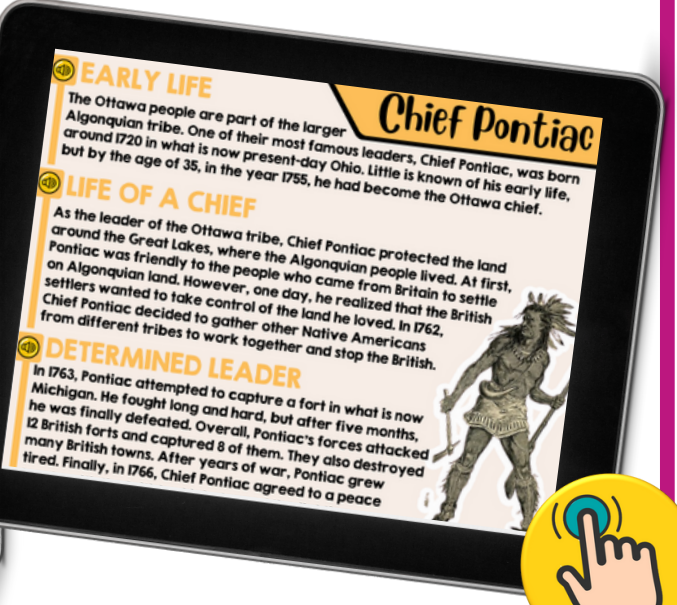 Chief Pontiac
EARLY LIFE
The Ottawa people are part of the larger
Algonquian tribe. One of their most famous leaders, Chief Pontiac, was born
around 1720 in what is now present-day Ohio. Little is known of his early life,
but by the age of 35, in the year 1755, he had become the Ottawa chief.
LIFE OF A CHIEF
As the leader of the Ottawa tribe, Chief Pontiac protected the land
around the Great Lakes, where the Algonquian people lived. At first,
Pontiac was friendly to the people who came from Britain to settle
on Algonquian land. However, one day, he realized that the British
settlers wanted to take control of the land he loved. In 1762,
Chief Pontiac decided to gather other Native Americans
from different tribes to work together and stop the British.
DETERMINED LEADER
In 1763, Pontiac attempted to capture a fort in what is now
Michigan. He fought long and hard, but after five months,
he was finally defeated. Overall, Pontiac's forces attacked
12 British forts and captured 8 of them. They also destroyed
many British towns. After years of war, Pontiac grew
tired. Finally, in 1766, Chief Pontiac agreed to a peace